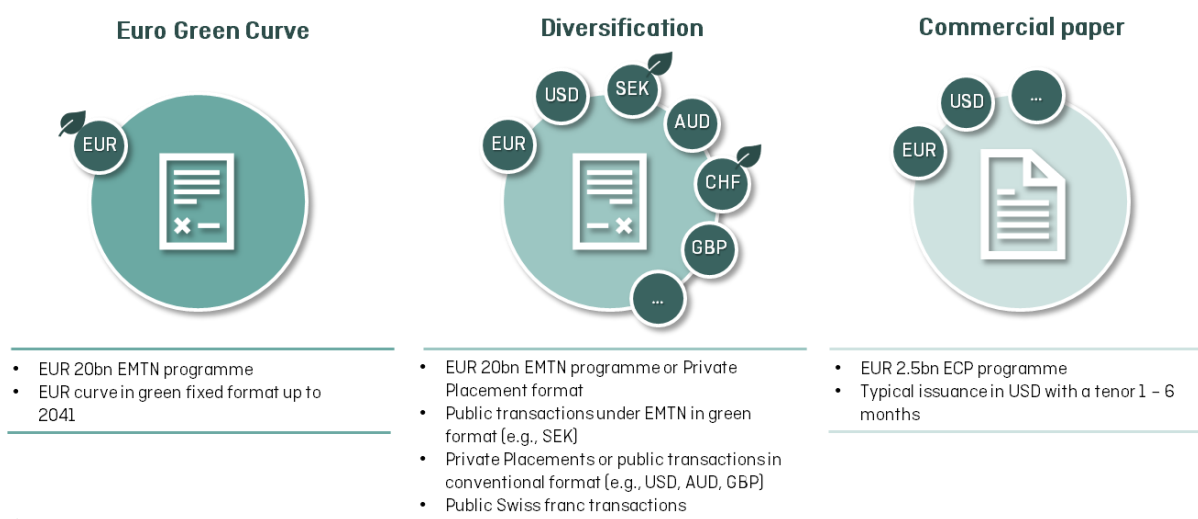 Euro Green Curve
EUR
• EUR 20bn EMTN programme
• EUR curve in green fixed format up to
2041
Diversification
EUR
USD
SEK
AUD
CHF
GBP
...
• EUR 20bn EMTN programme or Private
Placement format
• Public transactions under EMTN in green
format (e.g., SEK)
• Private Placements or public transactions in
conventional format (e.g., USD, AUD, GBP)
• Public Swiss franc transactions
Commercial paper
EUR
USD
...
• EUR 2.5bn ECP programme
• Typical issuance in USD with a tenor 1 – 6
months